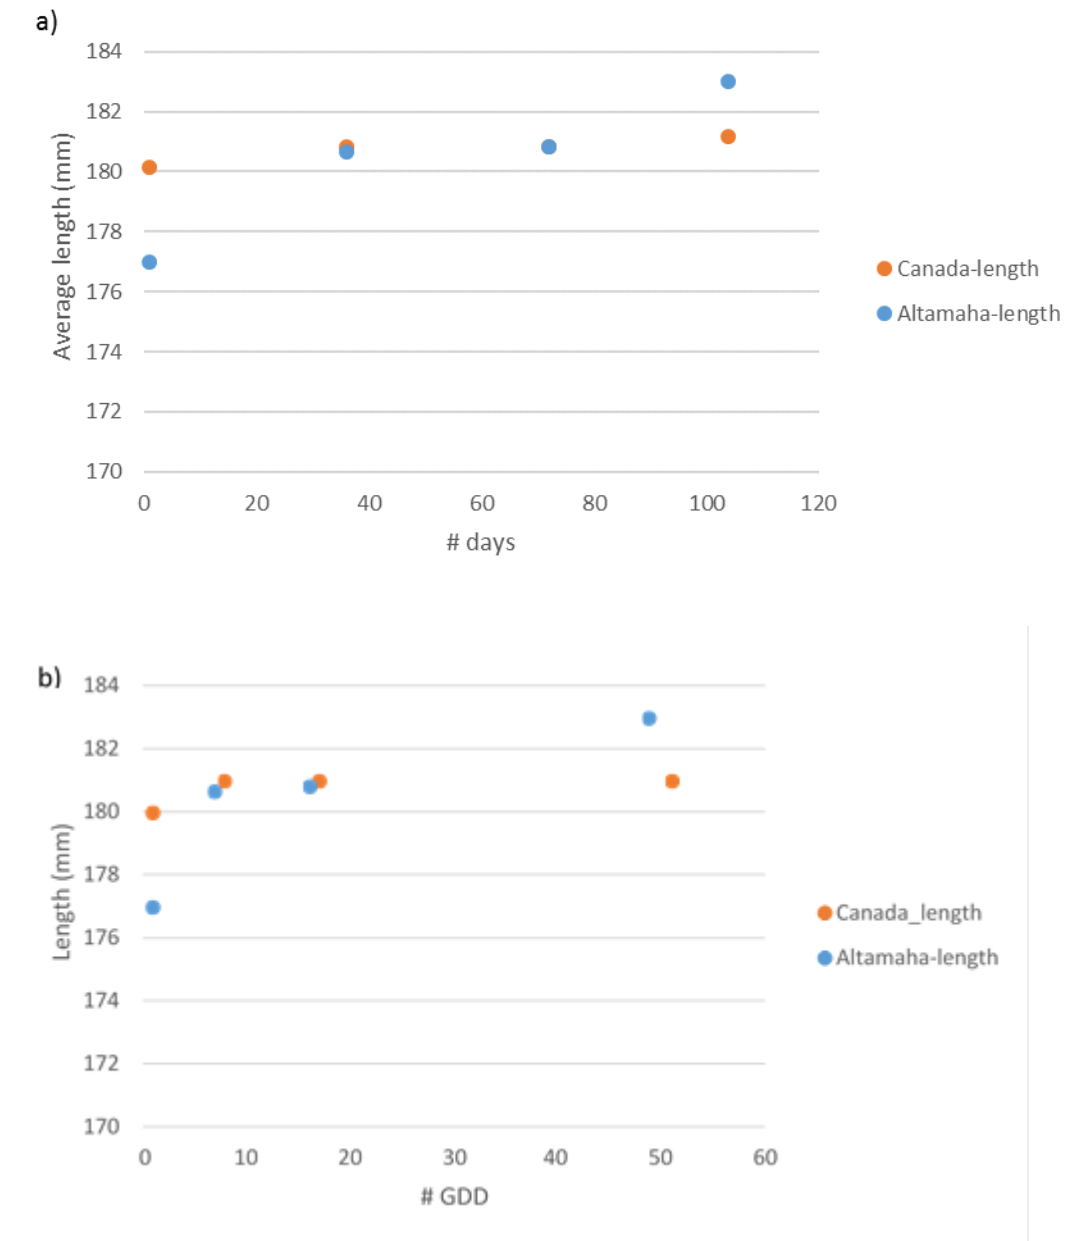 a)
184
182
180
178
176
174
172
170
Average length (mm)
0 20 40 60 80 100 120
# days
Canada-length
Altamaha-length
b)
184
182
180
178
176
174
172
170
Length (mm)
0 10 20 30 40 50 60
# GDD
Canada_length
Altamaha-length